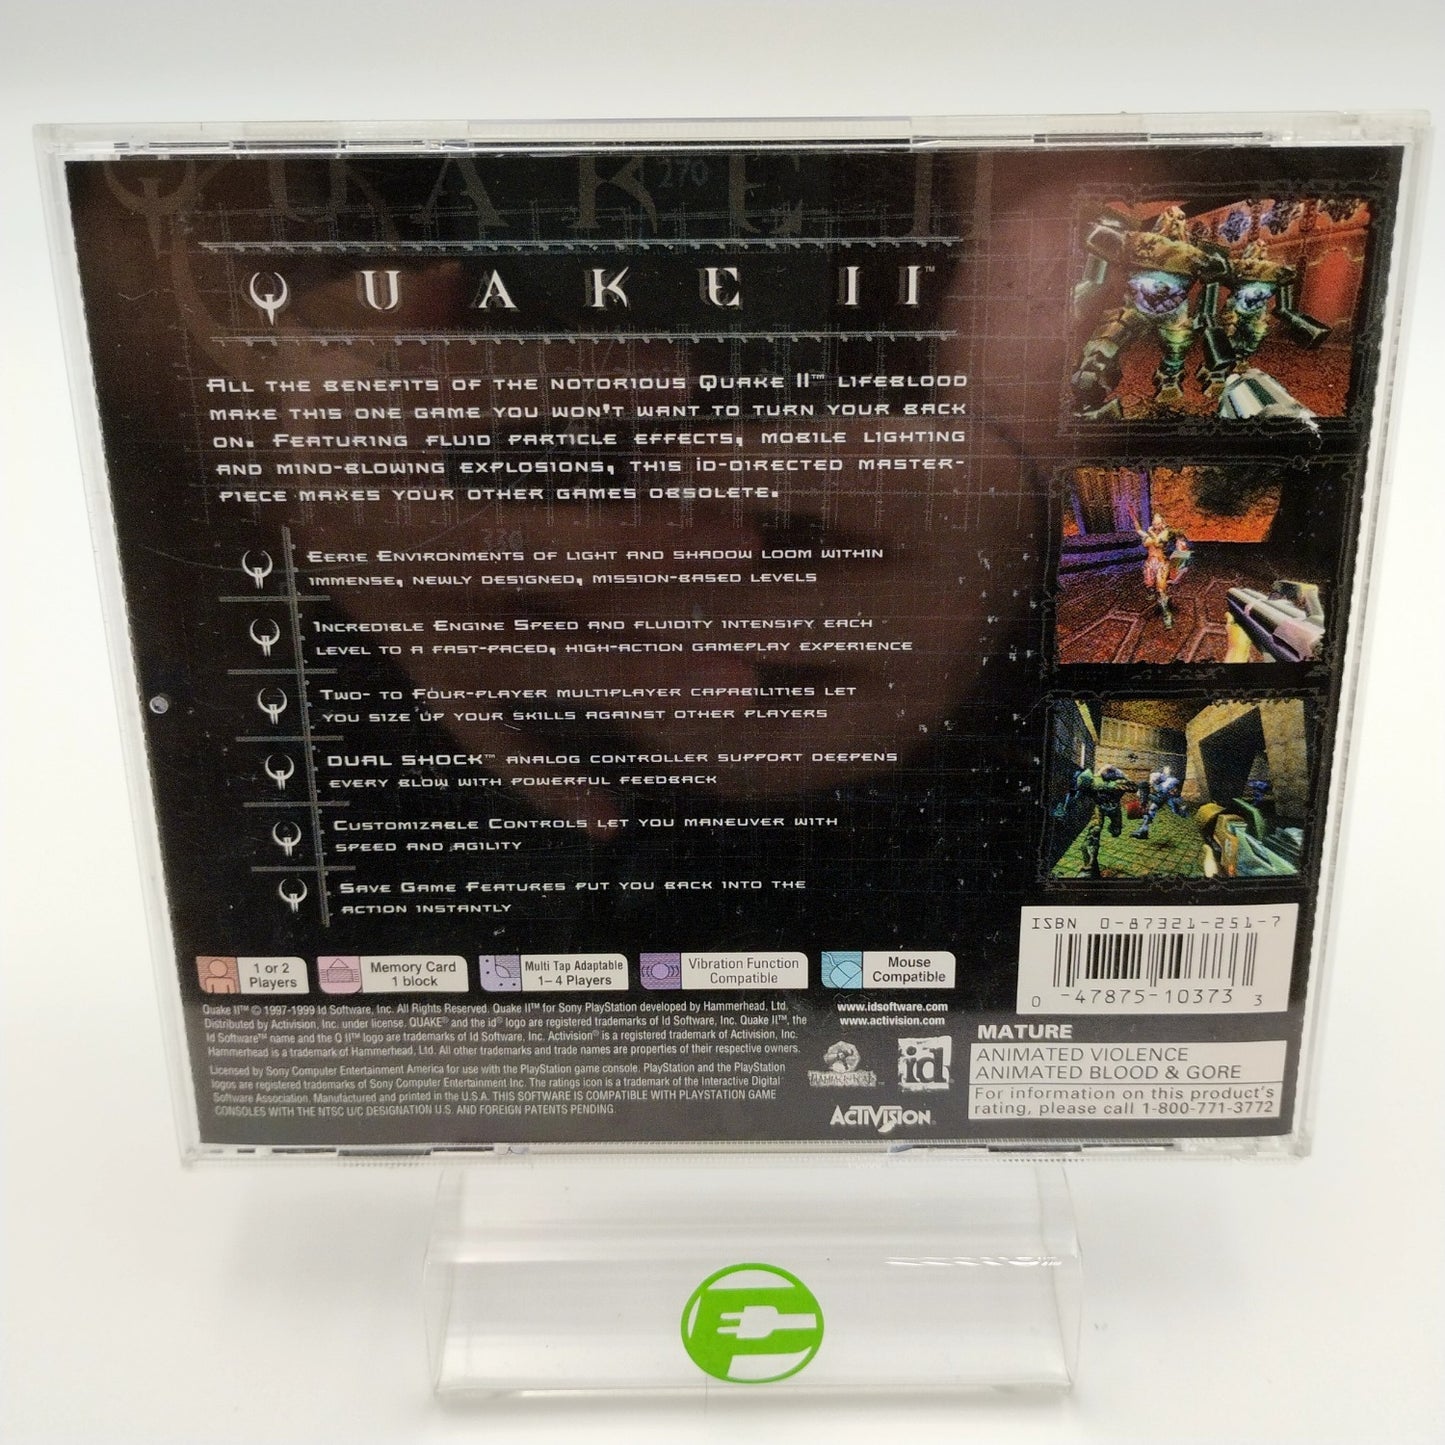 QUAKE II
270
QUAKE II™
All the benefits of the notorious Quake II™ lifeblood
make this one game you won't want to turn your back
on. Featuring fluid particle effects, mobile lighting
and mind-blowing explosions, this id-directed master-
piece makes your other games obsolete.
330
Eerie Environments of light and shadow loom within
immense, newly designed, mission-based levels
Incredible Engine Speed and fluidity intensify each
level to a fast-paced, high-action gameplay experience
Two- to Four-player multiplayer capabilities let
you size up your skills against other players
DUAL SHOCK™ analog controller support deepens
every blow with powerful feedback
Customizable Controls let you maneuver with
speed and agility
Save Game Features put you back into the
action instantly
ISBN 0-87321-251-7
0 47875-10373 3
1 or 2
Players
Memory Card
1 block
Multi Tap Adaptable
1–4 Players
Vibration Function
Compatible
Mouse
Compatible
Quake II™ © 1997-1999 Id Software, Inc. All Rights Reserved. Quake II™ for Sony PlayStation developed by Hammerhead, Ltd.
Distributed by Activision, Inc. under license. QUAKE® and the id® logo are registered trademarks of Id Software, Inc. Quake II™, the
Id Software™ name and the Q II™ logo are trademarks of Id Software, Inc. Activision® is a registered trademark of Activision, Inc.
Hammerhead is a trademark of Hammerhead, Ltd. All other trademarks and trade names are properties of their respective owners.
Licensed by Sony Computer Entertainment America for use with the PlayStation game console. PlayStation and the PlayStation
logos are registered trademarks of Sony Computer Entertainment Inc. The ratings icon is a trademark of the Interactive Digital
Software Association. Manufactured and printed in the U.S.A. THIS SOFTWARE IS COMPATIBLE WITH PLAYSTATION GAME
CONSOLES WITH THE NTSC U/C DESIGNATION U.S. AND FOREIGN PATENTS PENDING.
www.idsoftware.com
www.activision.com
HAMMERHEAD
id
ACTIVISION
MATURE
ANIMATED VIOLENCE
ANIMATED BLOOD & GORE
For information on this product's
rating, please call 1-800-771-3772